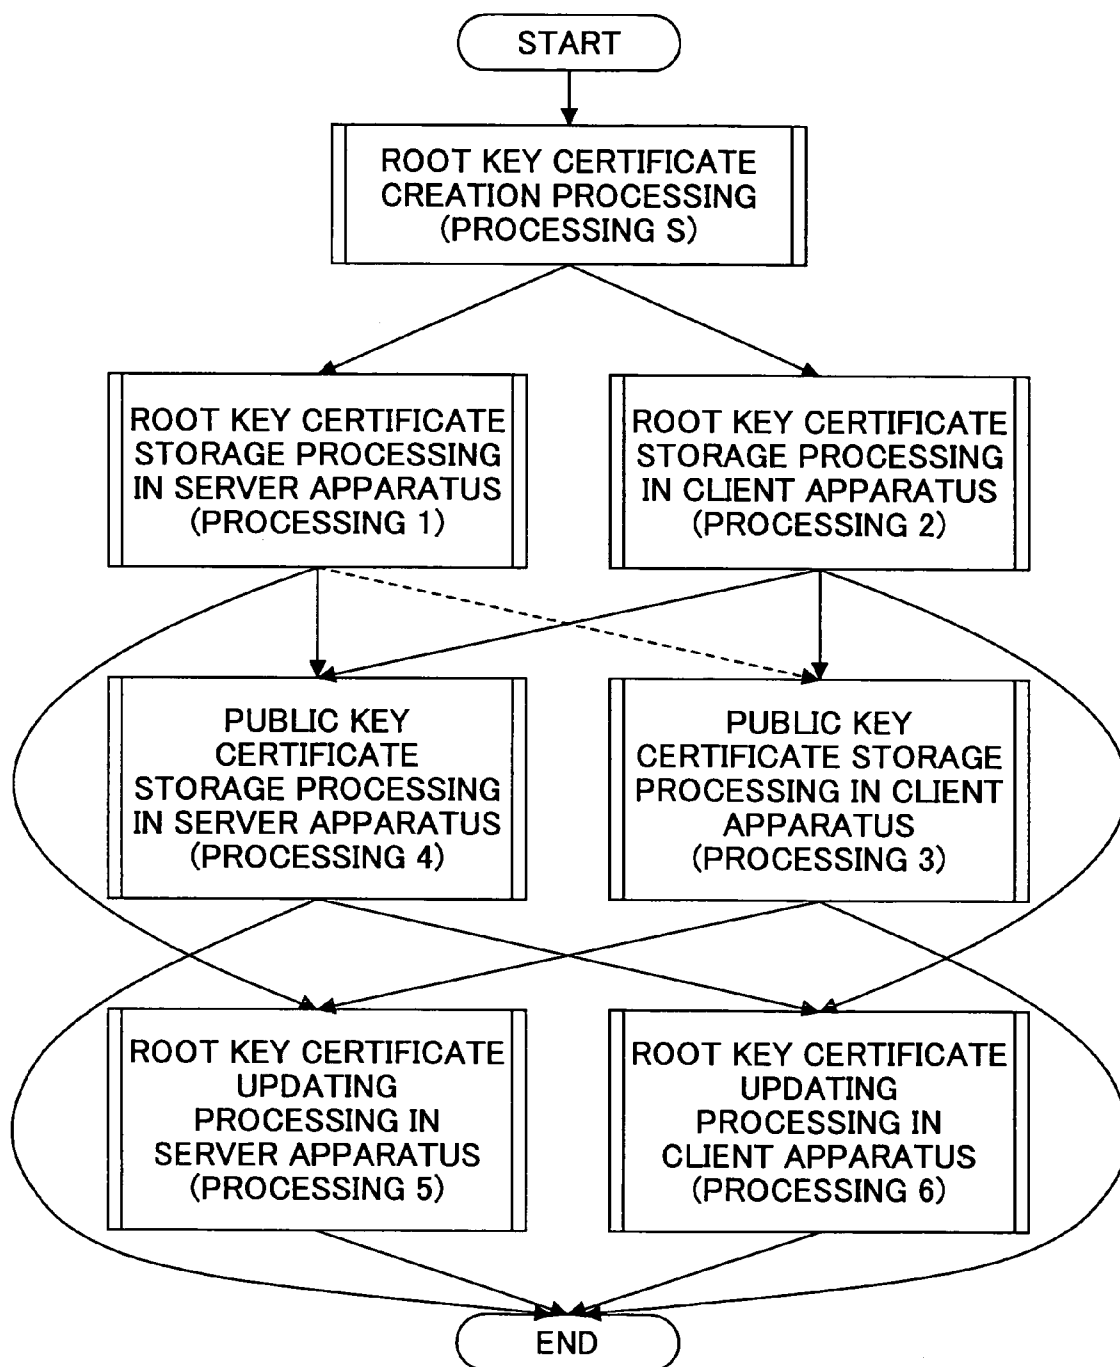 START
ROOT KEY CERTIFICATE
CREATION PROCESSING
(PROCESSING S)
ROOT KEY CERTIFICATE
STORAGE PROCESSING
IN SERVER APPARATUS
(PROCESSING 1)
ROOT KEY CERTIFICATE
STORAGE PROCESSING
IN CLIENT APPARATUS
(PROCESSING 2)
PUBLIC KEY
CERTIFICATE
STORAGE PROCESSING
IN SERVER APPARATUS
(PROCESSING 4)
PUBLIC KEY
CERTIFICATE STORAGE
PROCESSING IN CLIENT
APPARATUS
(PROCESSING 3)
ROOT KEY CERTIFICATE
UPDATING
PROCESSING IN
SERVER APPARATUS
(PROCESSING 5)
ROOT KEY CERTIFICATE
UPDATING
PROCESSING IN
CLIENT APPARATUS
(PROCESSING 6)
END